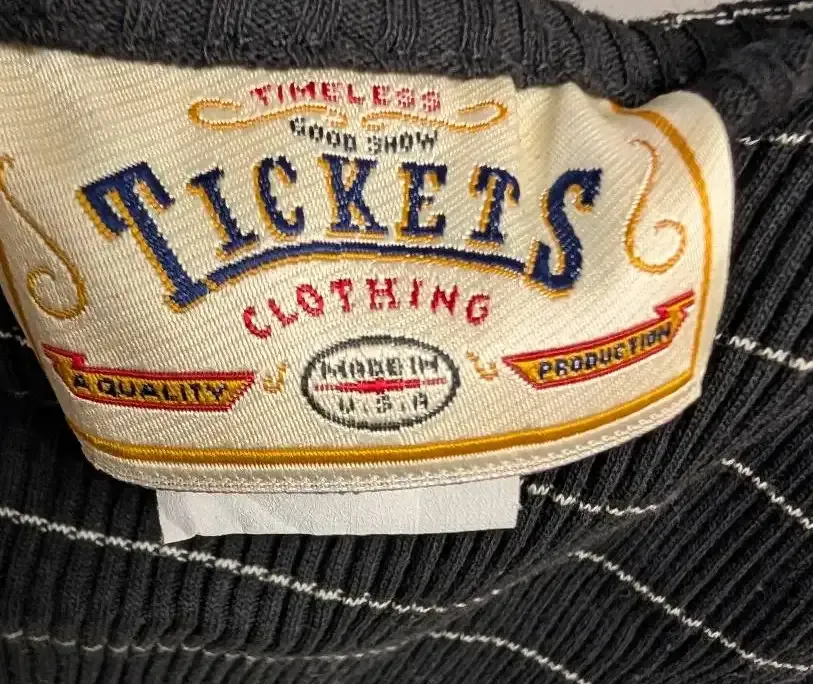 TIMELESS
GOOD SHOW
TICKETS
CLOTHING
A QUALITY
MADE IN
U.S.A
PRODUCTION